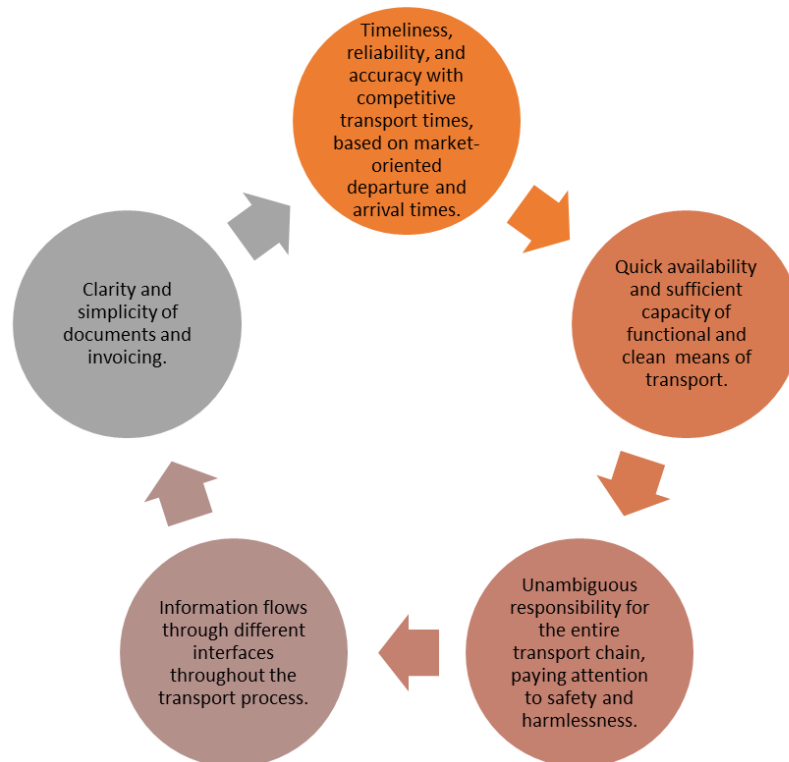 Timeliness,
reliability, and
accuracy with
competitive
transport times,
based on market-
oriented
departure and
arrival times.
Quick availability
and sufficient
capacity of
functional and
clean  means of
transport.
Unambiguous
responsibility for
the entire
transport chain,
paying attention
to safety and
harmlessness.
Information flows
through different
interfaces
throughout the
transport process.
Clarity and
simplicity of
documents and
invoicing.